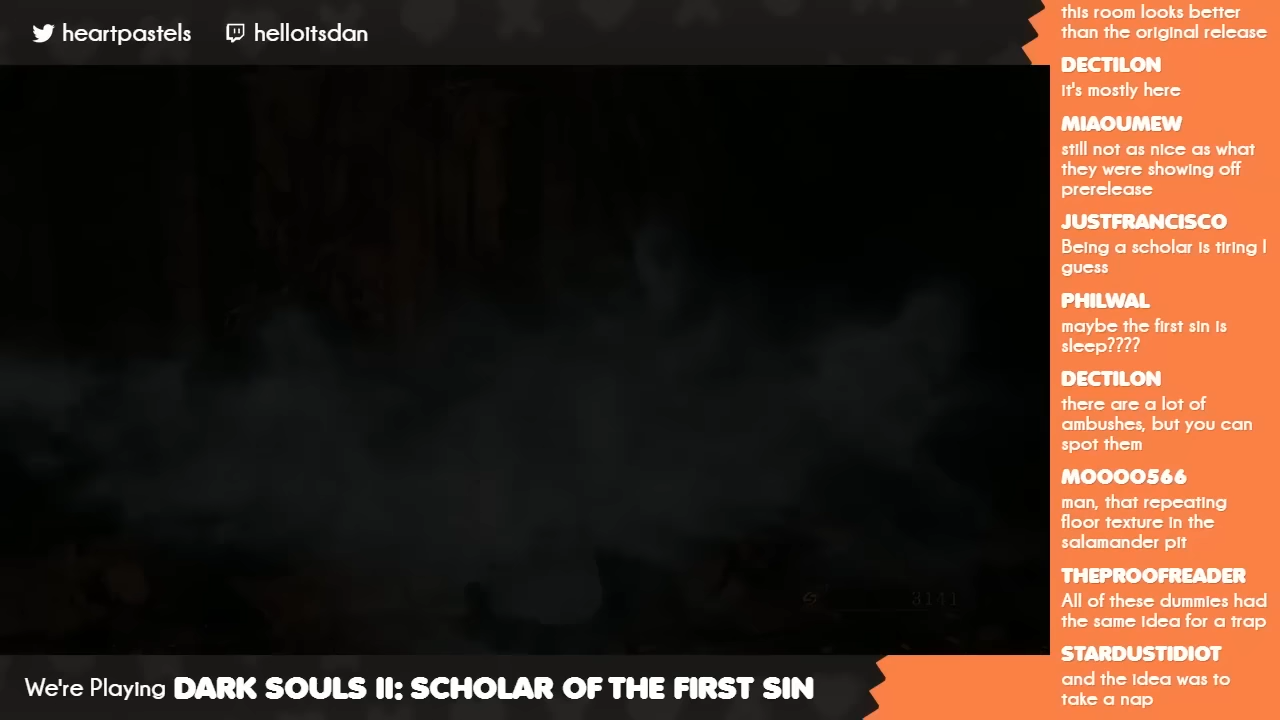 heartpastels
helloitsdan
this room looks better
than the original release
DECTILON
it's mostly here
MIAOUMEW
still not as nice as what
they were showing off
prerelease
JUSTFRANCISCO
Being a scholar is tiring I
guess
PHILWAL
maybe the first sin is
sleep????
DECTILON
there are a lot of
ambushes, but you can
spot them
MOOOO566
man, that repeating
floor texture in the
salamander pit
THEPROOFREADER
All of these dummies had
the same idea for a trap
STARDUSTIDIOT
and the idea was to
take a nap
3141
We're Playing DARK SOULS II: SCHOLAR OF THE FIRST SIN